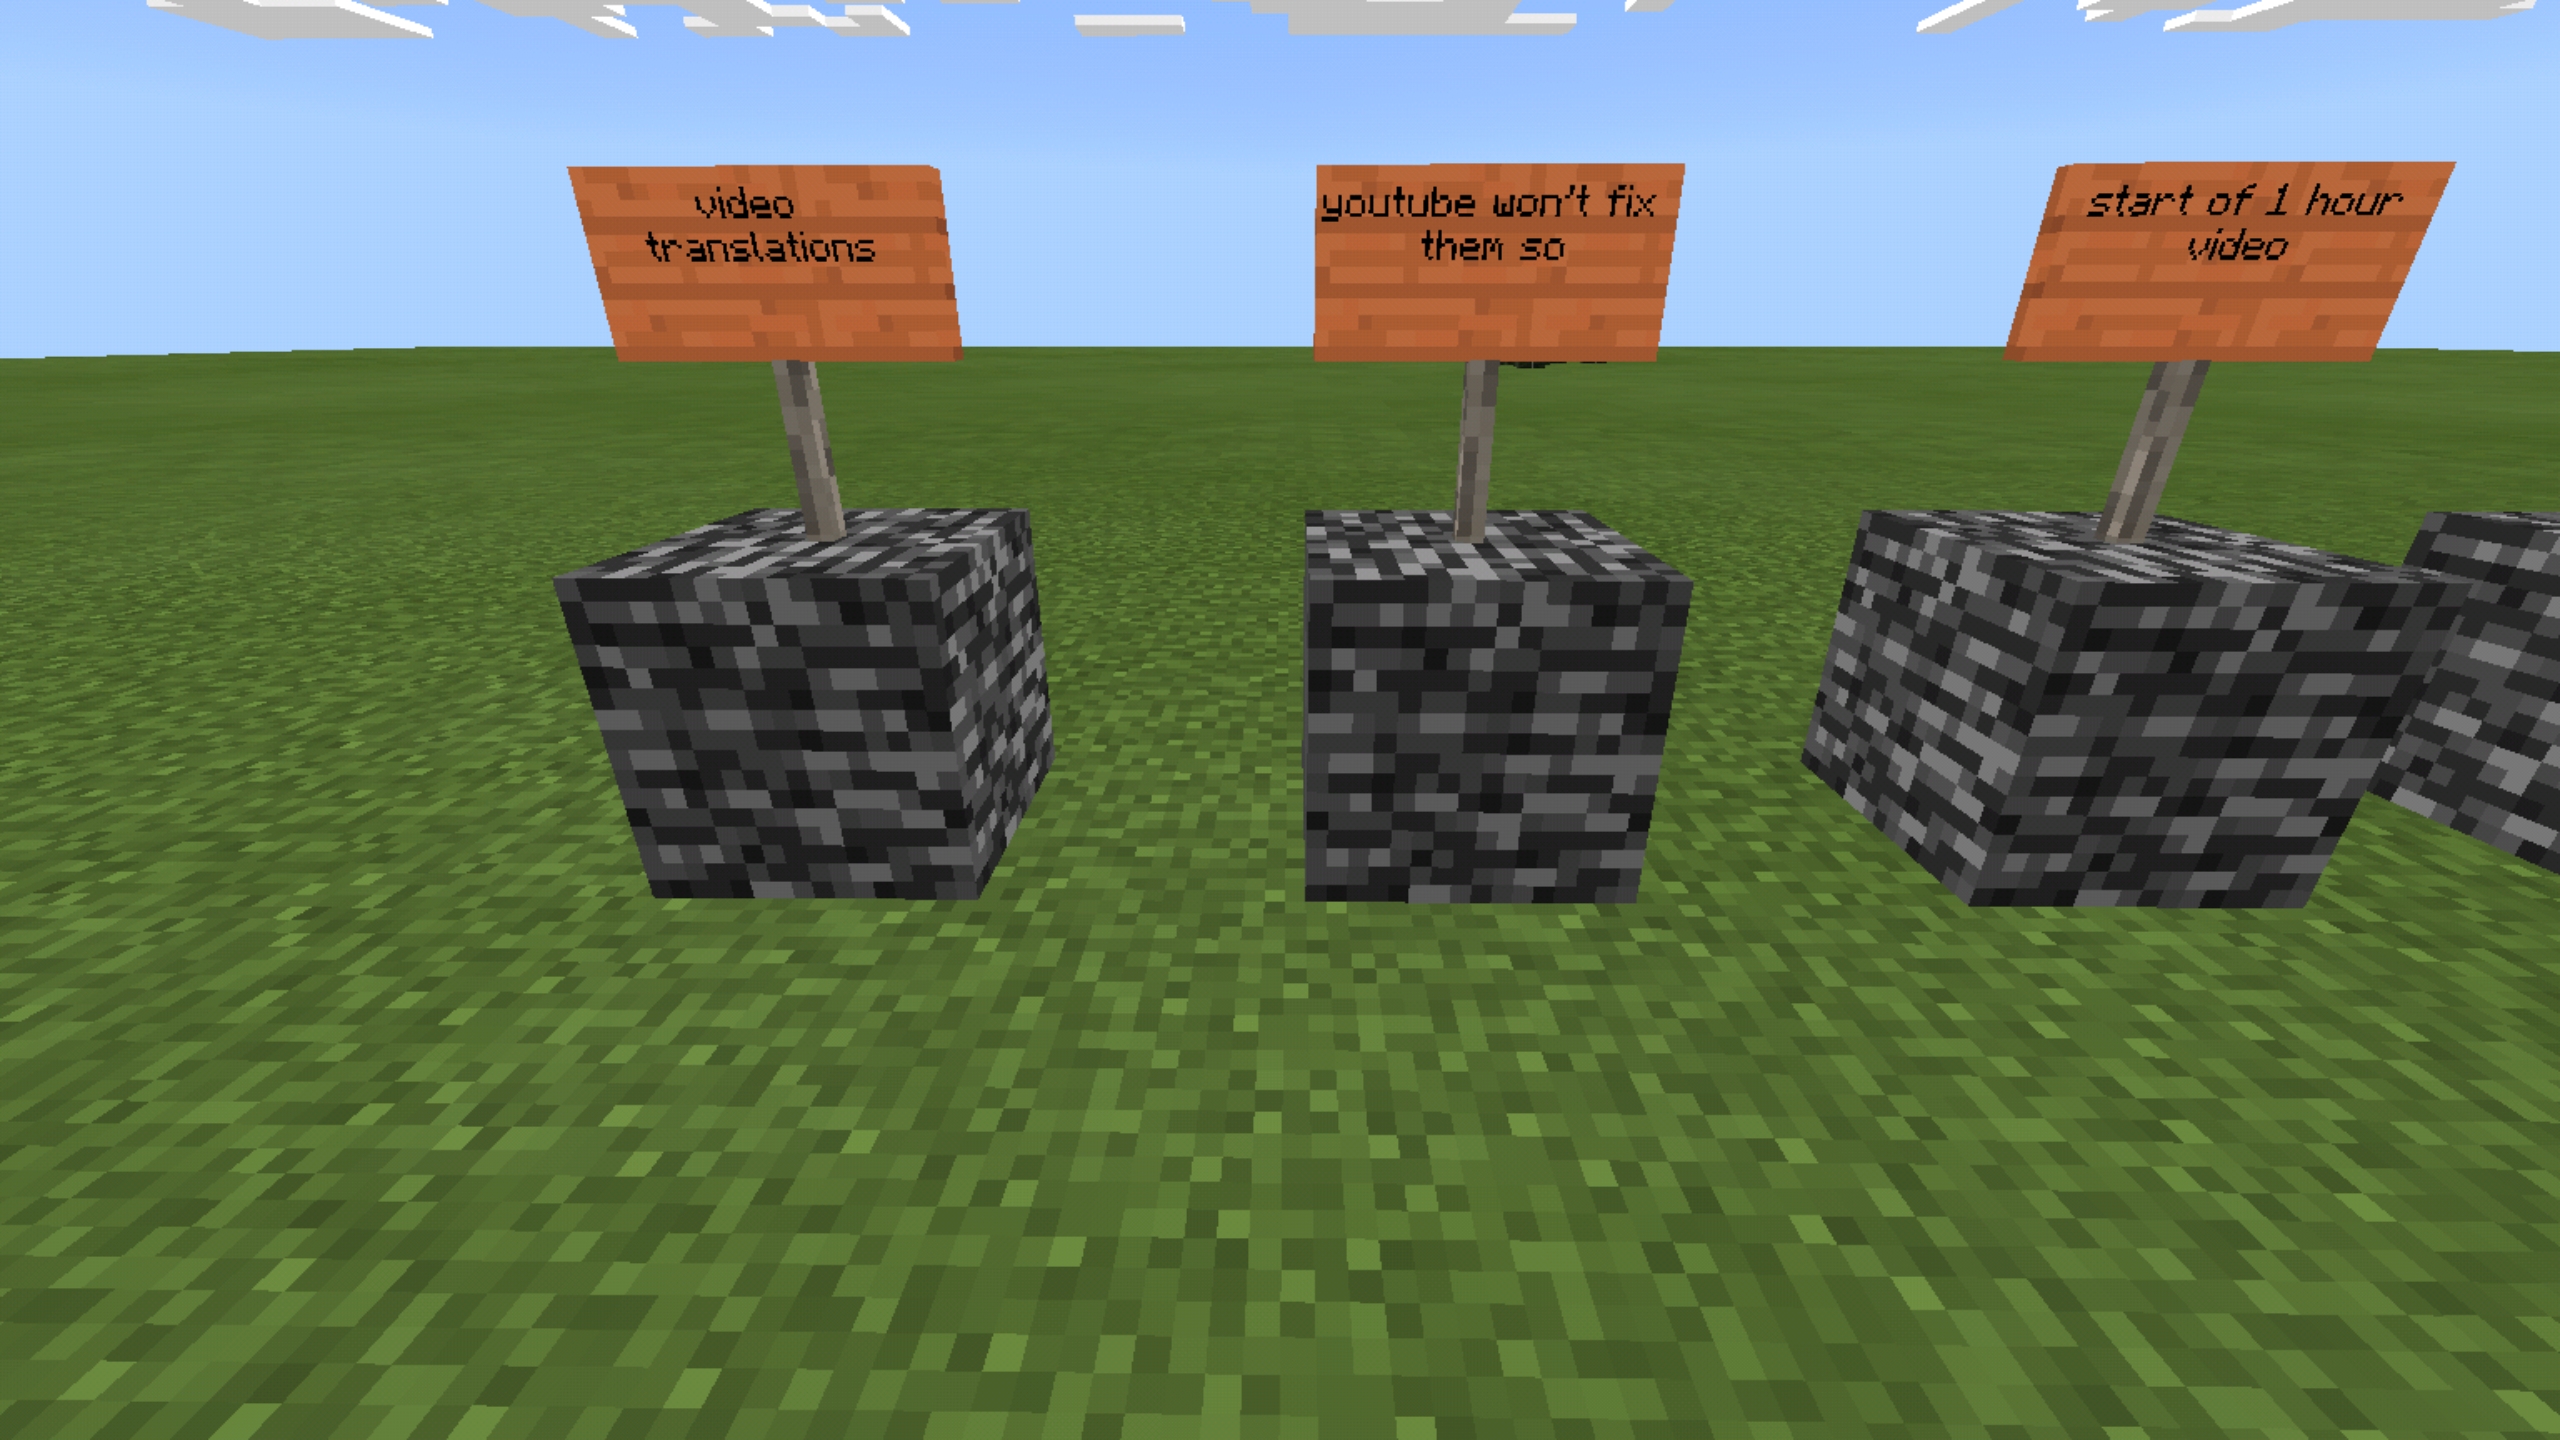 video
translations
youtube won't fix
them so
start of 1 hour
video